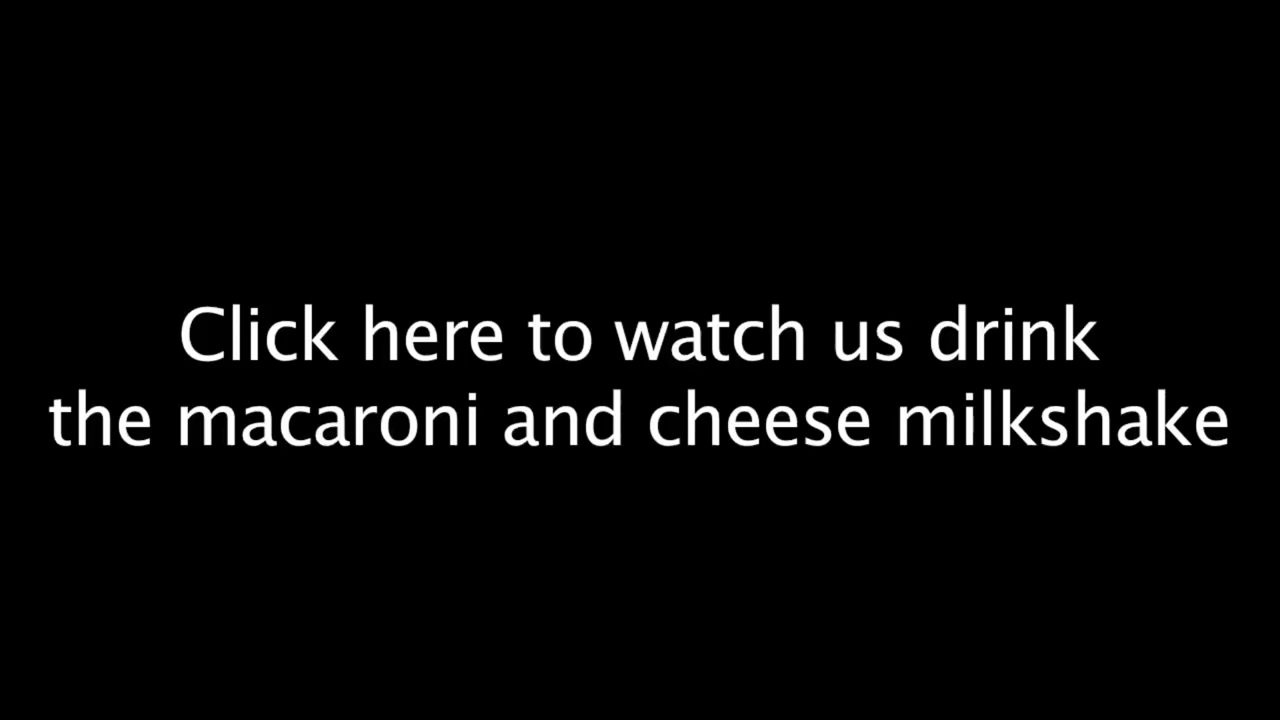 Click here to watch us drink
the macaroni and cheese milkshake